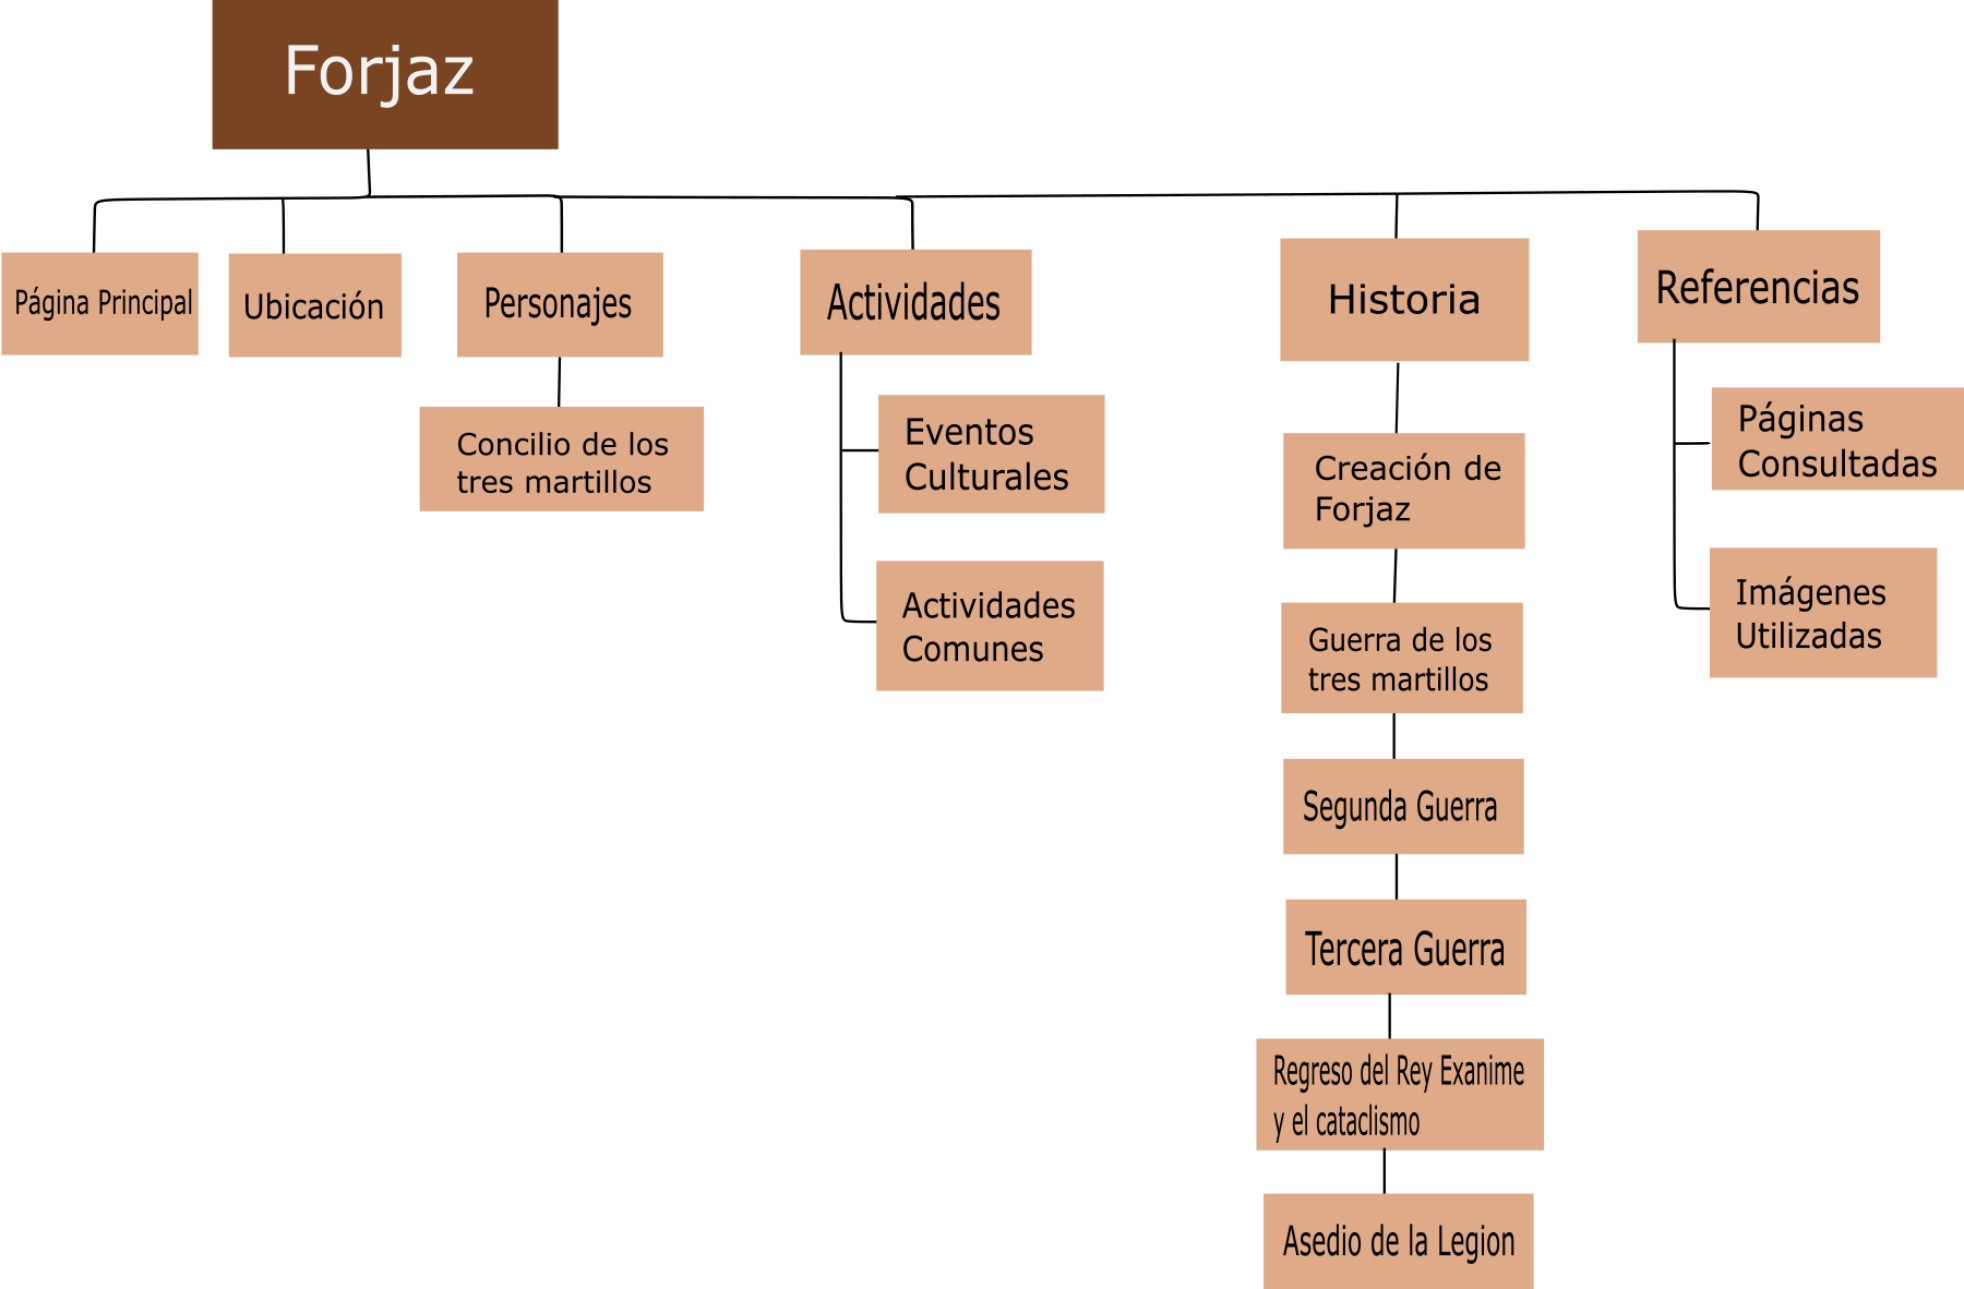 Forjaz
Página Principal
Ubicación
Personajes
Concilio de los
tres martillos
Actividades
Eventos
Culturales
Actividades
Comunes
Historia
Creación de
Forjaz
Guerra de los
tres martillos
Segunda Guerra
Tercera Guerra
Regreso del Rey Exanime
y el cataclismo
Asedio de la Legion
Referencias
Páginas
Consultadas
Imágenes
Utilizadas